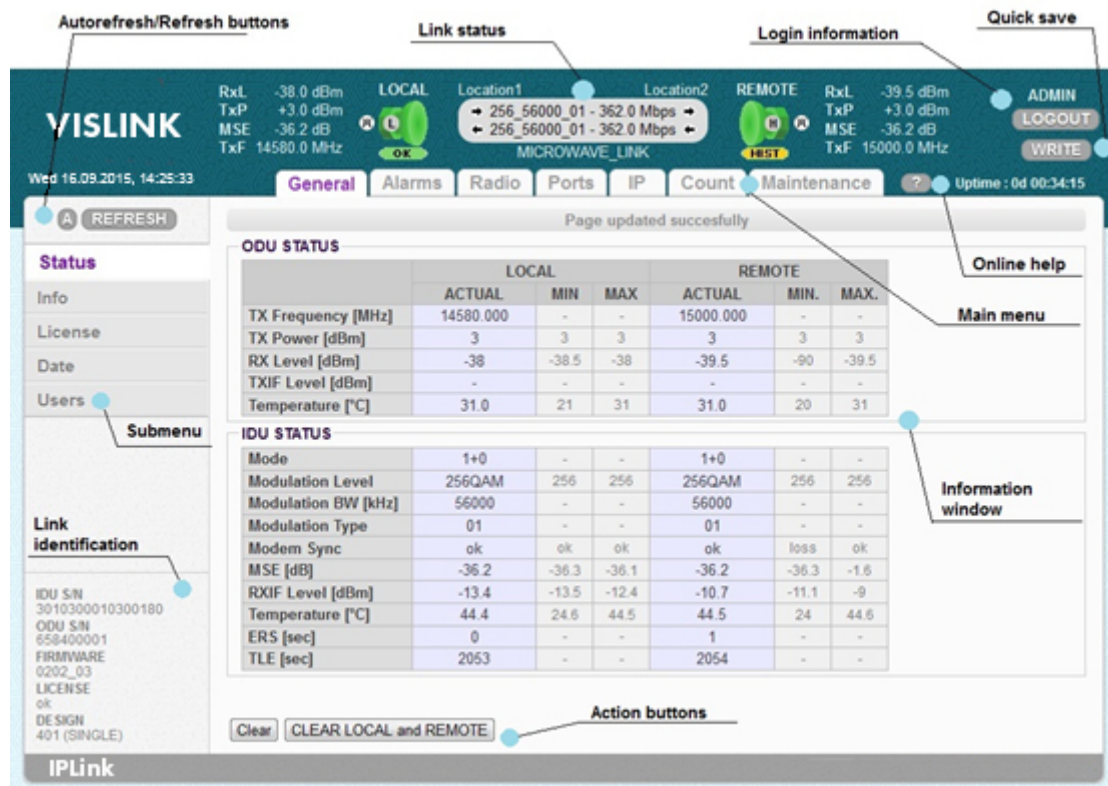 Autorefresh/Refresh buttons
Link status
Login information
Quick save
VISLINK
RxL -38.0 dBm
TxP +3.0 dBm
MSE -36.2 dB
TxF 14580.0 MHz
LOCAL
R L
OK
Location1 Location2
256_56000_01 - 362.0 Mbps
256_56000_01 - 362.0 Mbps
MICROWAVE_LINK
REMOTE
R R
HIST
RxL -39.5 dBm
TxP +3.0 dBm
MSE -36.2 dB
TxF 15000.0 MHz
ADMIN
LOGOUT
WRITE
Wed 16.09.2015, 14:25:33
General Alarms Radio Ports IP Count Maintenance ? Uptime : 0d 00:34:15
A REFRESH
Page updated succesfully
Status
Info
License
Date
Users
Submenu
Online help
Main menu
ODU STATUS
LOCAL REMOTE
ACTUAL MIN MAX ACTUAL MIN. MAX.
TX Frequency [MHz] 14580.000 - - 15000.000 - -
TX Power [dBm] 3 3 3 3 3 3
RX Level [dBm] -38 -38.5 -38 -39.5 -90 -39.5
TXIF Level [dBm] - - - - - -
Temperature [°C] 31.0 21 31 31.0 20 31
IDU STATUS
Mode 1+0 - - 1+0 - -
Modulation Level 256QAM 256 256 256QAM 256 256
Modulation BW [kHz] 56000 - - 56000 - -
Modulation Type 01 - - 01 - -
Modem Sync ok ok ok ok loss ok
MSE [dB] -36.2 -36.3 -36.1 -36.2 -36.3 -1.6
RXIF Level [dBm] -13.4 -13.5 -12.4 -10.7 -11.1 -9
Temperature [°C] 44.4 24.6 44.5 44.5 24 44.6
ERS [sec] 0 - - 1 - -
TLE [sec] 2053 - - 2054 - -
Information
window
Link
identification
IDU S/N
3010300010300180
ODU S/N
658400001
FIRMWARE
0202_03
LICENSE
ok
DESIGN
401 (SINGLE)
Clear CLEAR LOCAL and REMOTE
Action buttons
IPLink